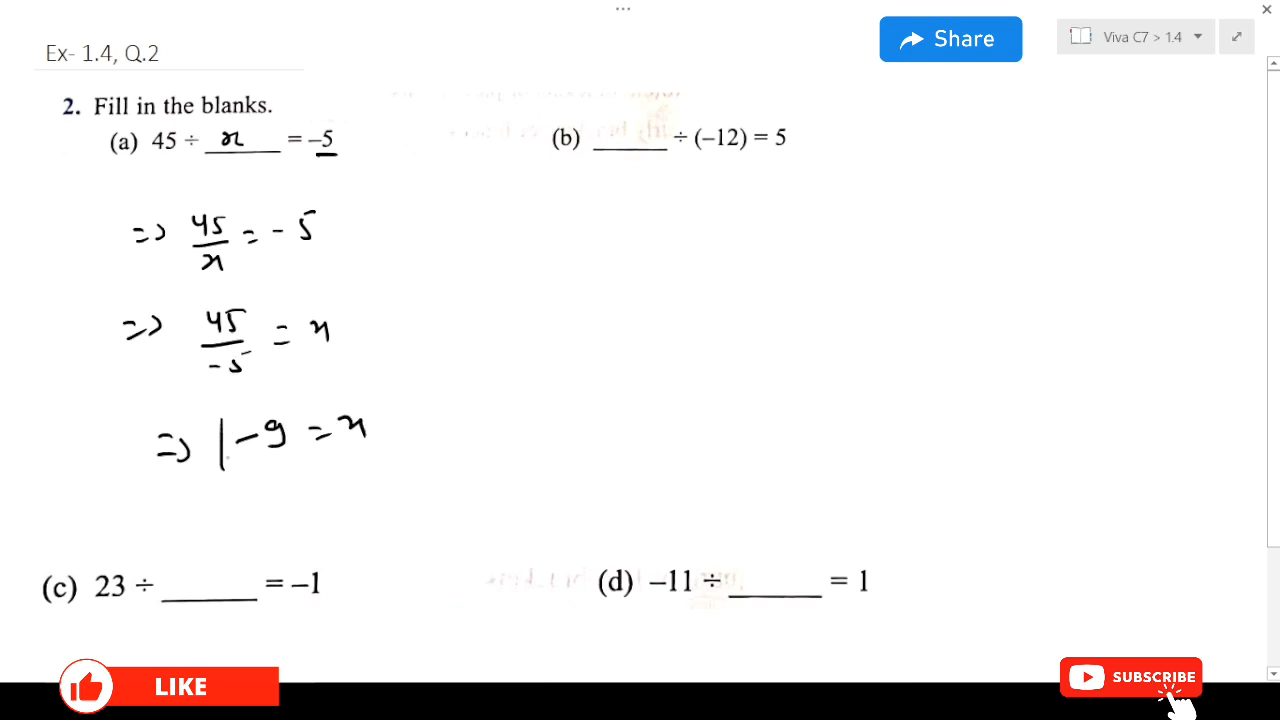 ...
Share
Viva C7 > 1.4
Ex- 1.4, Q.2
2. Fill in the blanks.
(a) 45 ÷ x = –5
(b) ______ ÷ (–12) = 5
=> 45/x = - 5
=> 45/-5 = x
=> |-9 = x
(c) 23 ÷ ______ = –1
(d) –11 ÷ ______ = 1
LIKE
SUBSCRIBE